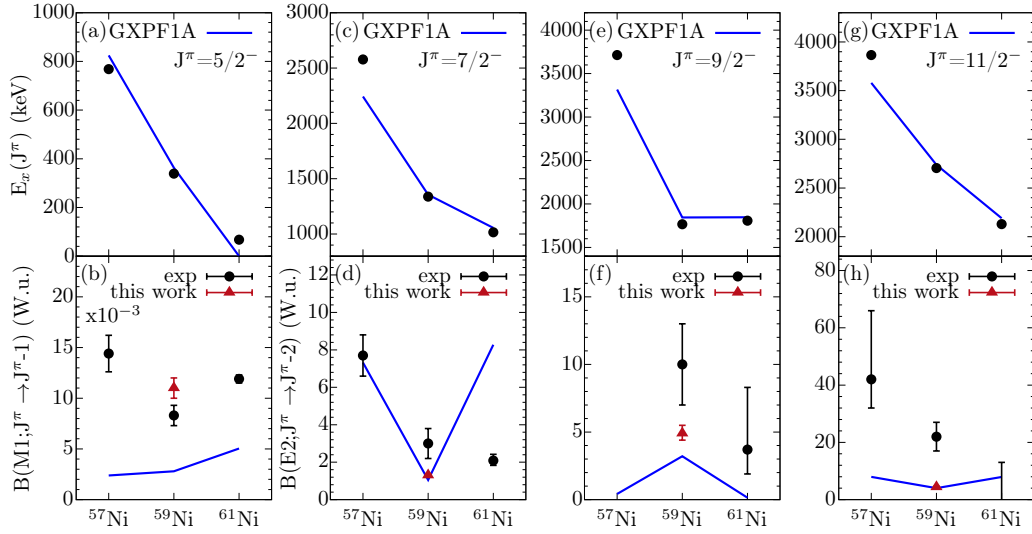 (a) GXPF1A
J^π=5/2^-
1000
800
600
400
200
0
E_x(J^π) (keV)
(c) GXPF1A
J^π=7/2^-
3000
2500
2000
1500
1000
(e) GXPF1A
J^π=9/2^-
4000
3500
3000
2500
2000
1500
(g) GXPF1A
J^π=11/2^-
4000
3500
3000
2500
2000
(b) exp
this work
x10^-3
20
15
10
5
0
B(M1;J^π→J^π-1) (W.u.)
57Ni 59Ni 61Ni
(d) exp
this work
12
10
8
6
4
2
0
B(E2;J^π→J^π-2) (W.u.)
57Ni 59Ni 61Ni
(f) exp
this work
15
10
5
0
57Ni 59Ni 61Ni
(h) exp
this work
80
60
40
20
0
57Ni 59Ni 61Ni